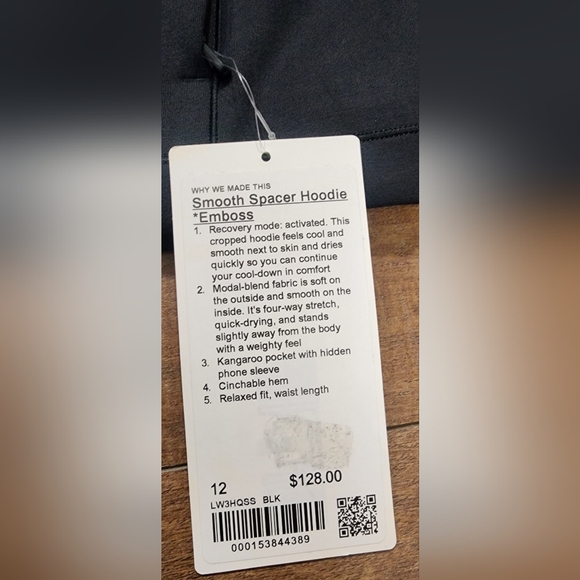 WHY WE MADE THIS
Smooth Spacer Hoodie
*Emboss
1. Recovery mode: activated. This
cropped hoodie feels cool and
smooth next to skin and dries
quickly so you can continue
your cool-down in comfort
2. Modal-blend fabric is soft on
the outside and smooth on the
inside. It's four-way stretch,
quick-drying, and stands
slightly away from the body
with a weighty feel
3. Kangaroo pocket with hidden
phone sleeve
4. Cinchable hem
5. Relaxed fit, waist length
12 $128.00
LW3HQSS BLK
000153844389